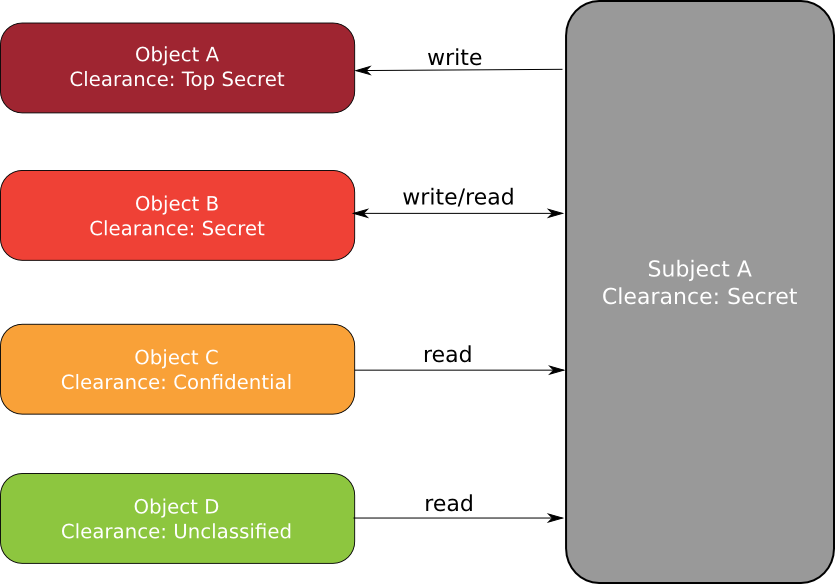 Object A
Clearance: Top Secret
write
Object B
Clearance: Secret
write/read
Subject A
Clearance: Secret
Object C
Clearance: Confidential
read
Object D
Clearance: Unclassified
read